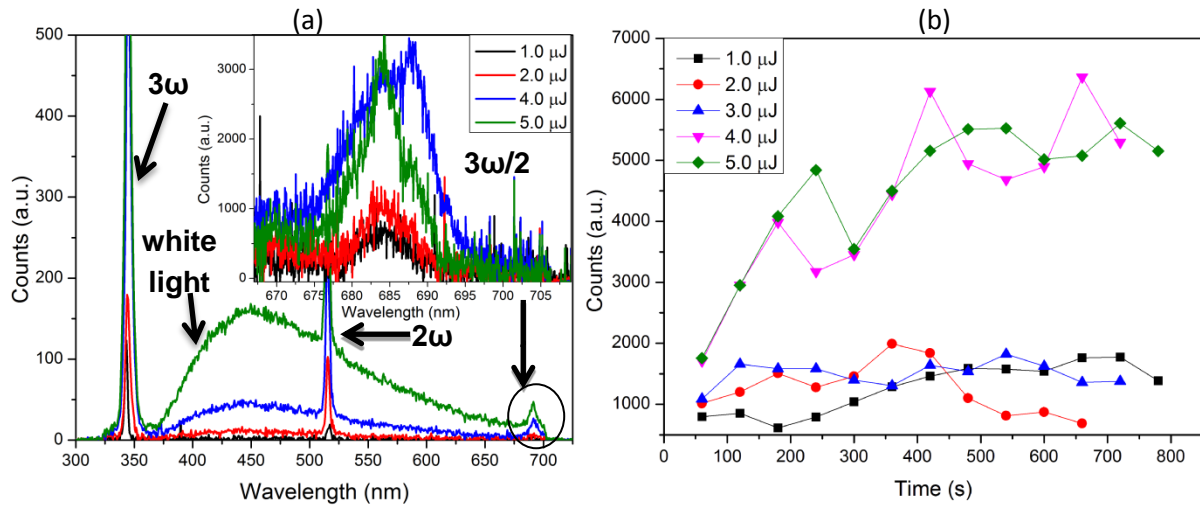 (a)
500
400
300
200
100
0
300 350 400 450 500 550 600 650 700
Wavelength (nm)
Counts (a.u.)
3ω
white
light
2ω
3ω/2
1.0 µJ
2.0 µJ
4.0 µJ
5.0 µJ
3000
2000
1000
0
670 675 680 685 690 695 700 705
Wavelength (nm)
Counts (a.u.)
(b)
7000
6000
5000
4000
3000
2000
1000
0 100 200 300 400 500 600 700 800
Time (s)
Counts (a.u.)
1.0 µJ
2.0 µJ
3.0 µJ
4.0 µJ
5.0 µJ